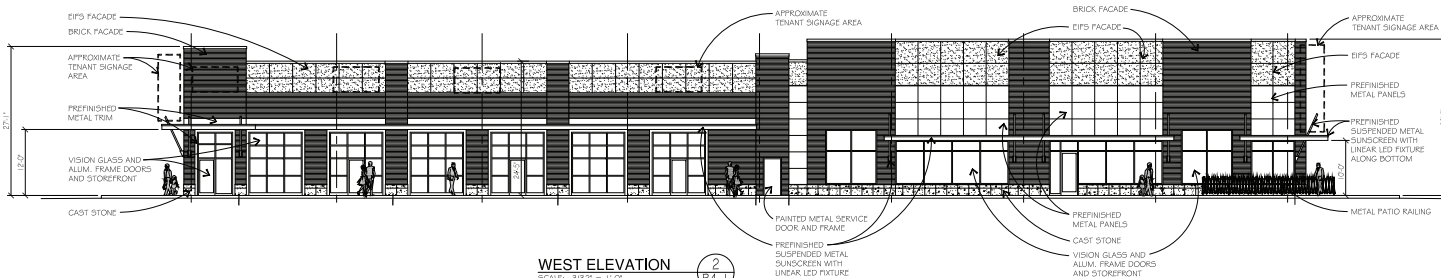 EIFS FACADE
BRICK FACADE
APPROXIMATE
TENANT SIGNAGE
AREA
PREFINISHED
METAL TRIM
VISION GLASS AND
ALUM. FRAME DOORS
AND STOREFRONT
CAST STONE
27'-1"
12'-0"
APPROXIMATE
TENANT SIGNAGE AREA
24'-5"
BRICK FACADE
EIFS FACADE
APPROXIMATE
TENANT SIGNAGE AREA
EIFS FACADE
PREFINISHED
METAL PANELS
PREFINISHED
SUSPENDED METAL
SUNSCREEN WITH
LINEAR LED FIXTURE
ALONG BOTTOM
10'-0"
METAL PATIO RAILING
PAINTED METAL SERVICE
DOOR AND FRAME
PREFINISHED
SUSPENDED METAL
SUNSCREEN WITH
LINEAR LED FIXTURE
PREFINISHED
METAL PANELS
CAST STONE
VISION GLASS AND
ALUM. FRAME DOORS
AND STOREFRONT
WEST ELEVATION
2